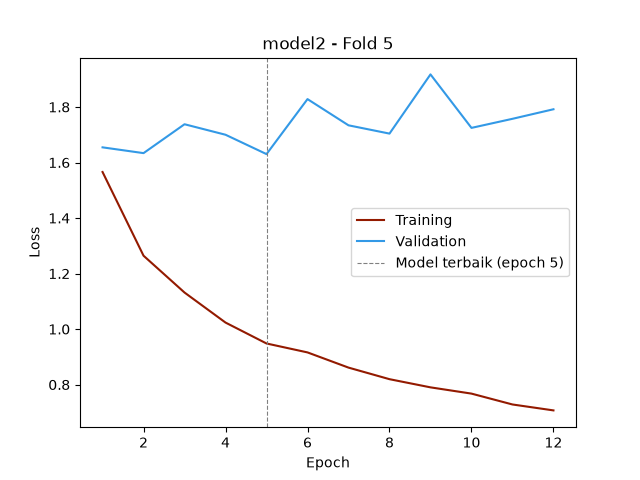 model2 - Fold 5
Loss
1.8
1.6
1.4
1.2
1.0
0.8
Training
Validation
Model terbaik (epoch 5)
2 4 6 8 10 12
Epoch